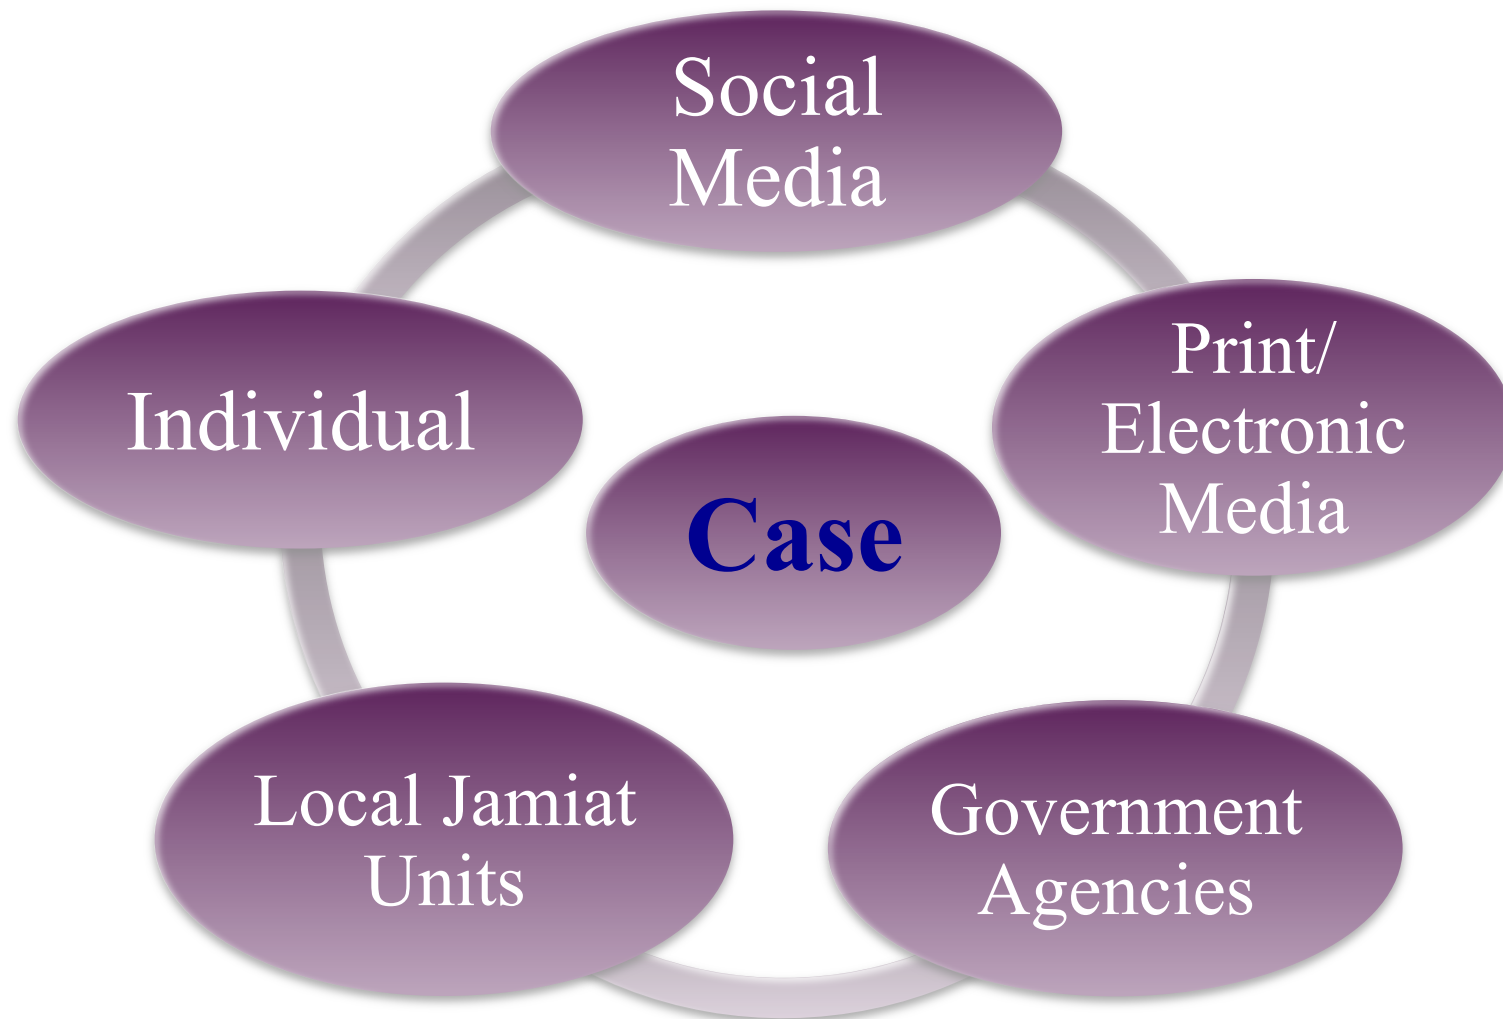 Social
Media
Print/
Electronic
Media
Government
Agencies
Local Jamiat
Units
Individual
Case